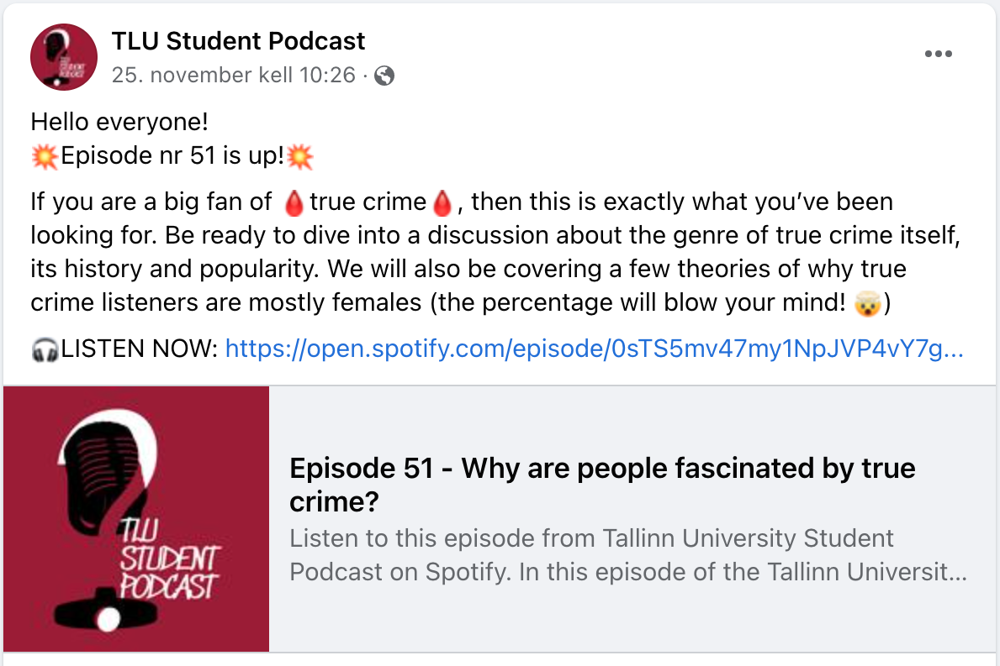 TLU Student Podcast
25. november kell 10:26 ·
Hello everyone!
💥Episode nr 51 is up!💥
If you are a big fan of 🩸true crime🩸, then this is exactly what you’ve been
looking for. Be ready to dive into a discussion about the genre of true crime itself,
its history and popularity. We will also be covering a few theories of why true
crime listeners are mostly females (the percentage will blow your mind! 🤯)
🎧LISTEN NOW: https://open.spotify.com/episode/0sTS5mv47my1NpJVP4vY7g...
TLU
STUDENT
PODCAST
Episode 51 - Why are people fascinated by true
crime?
Listen to this episode from Tallinn University Student
Podcast on Spotify. In this episode of the Tallinn Universit...